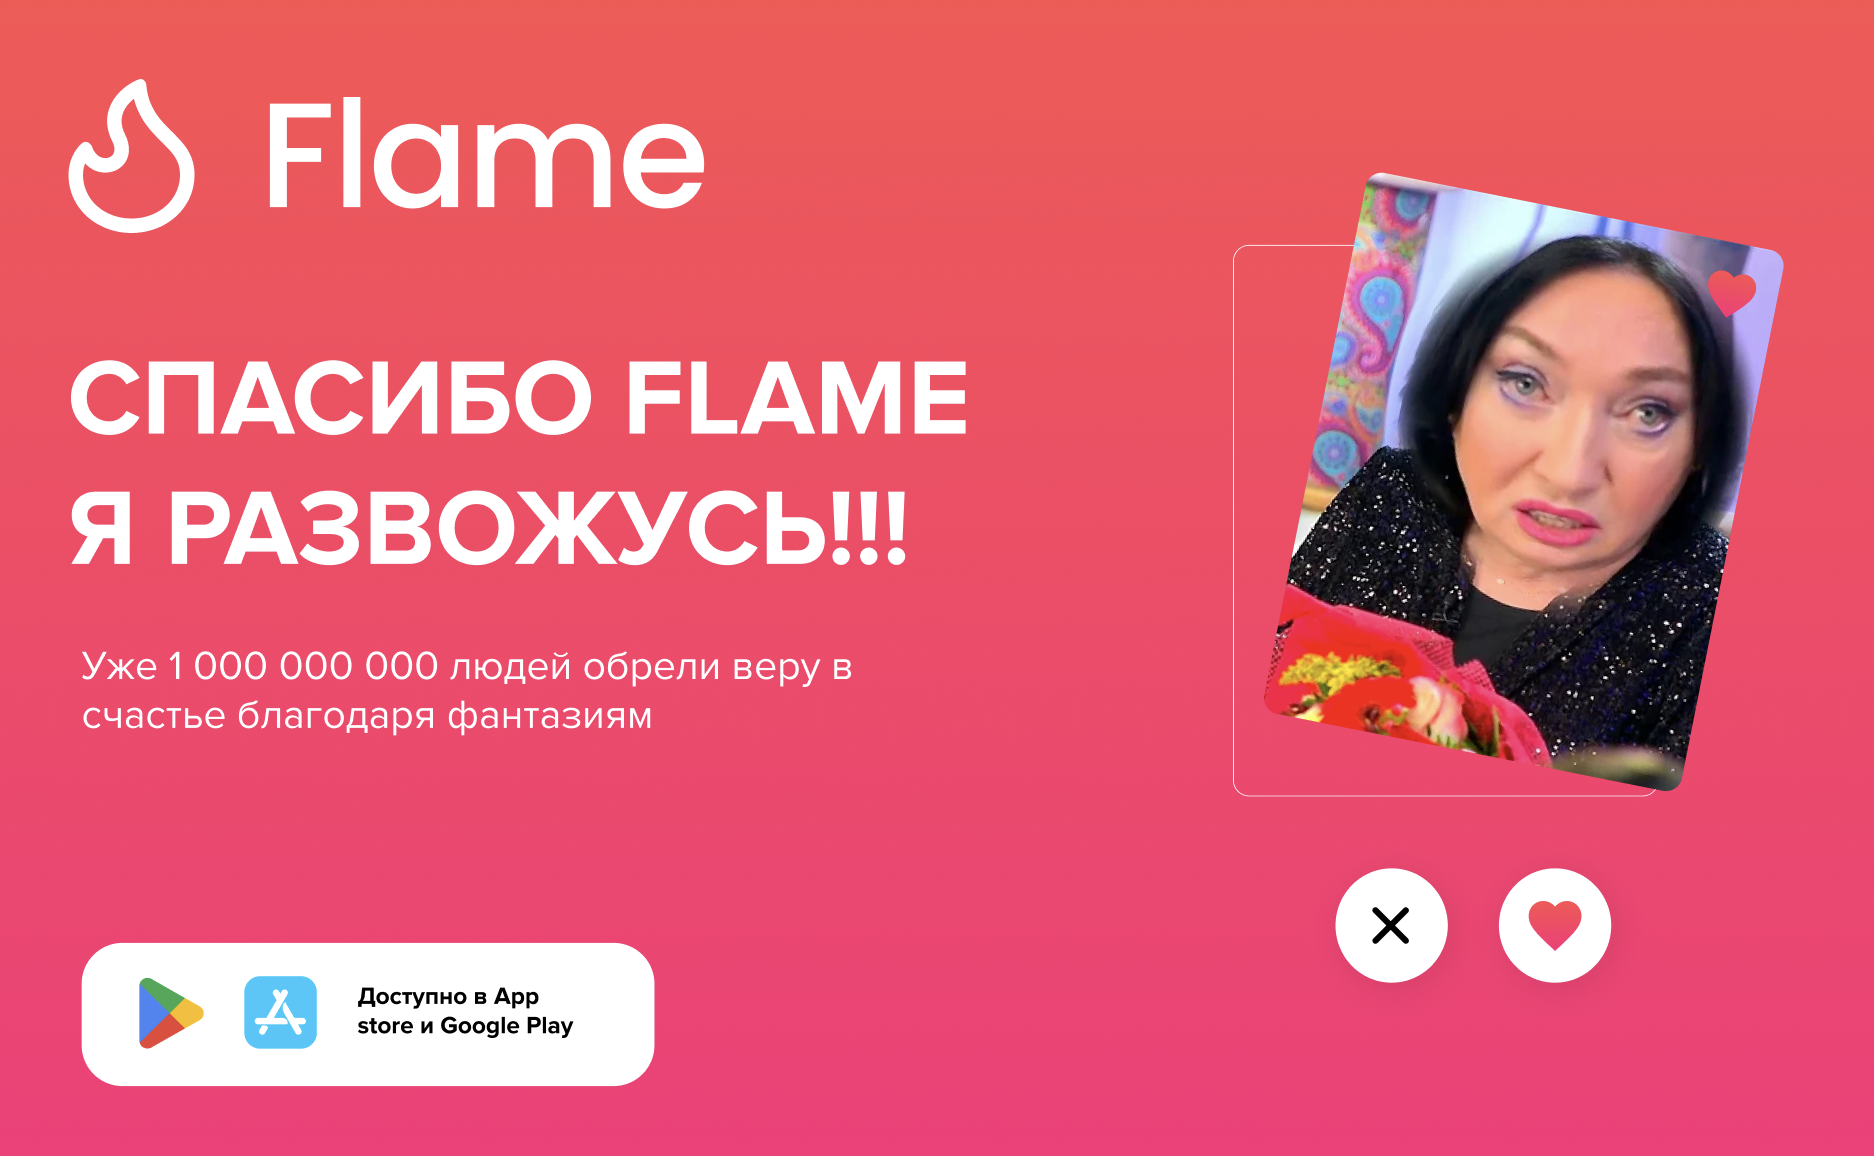 Flame
СПАСИБО FLAME
Я РАЗВОЖУСЬ!!!
Уже 1 000 000 000 людей обрели веру в
счастье благодаря фантазиям
Доступно в App
store и Google Play